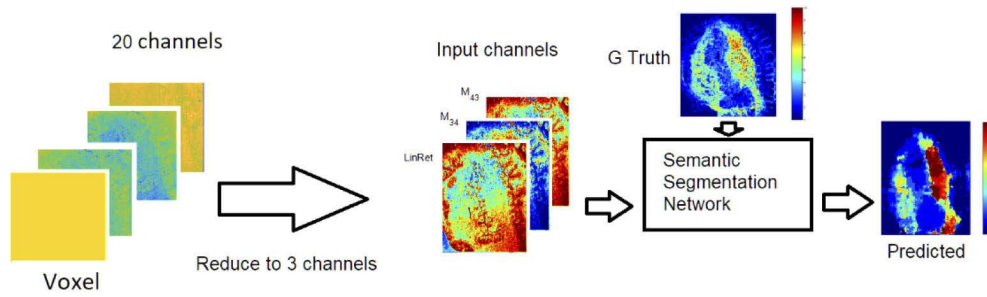 20 channels
Voxel
Reduce to 3 channels
Input channels
M43
M34
LinRet
G Truth
Semantic
Segmentation
Network
Predicted